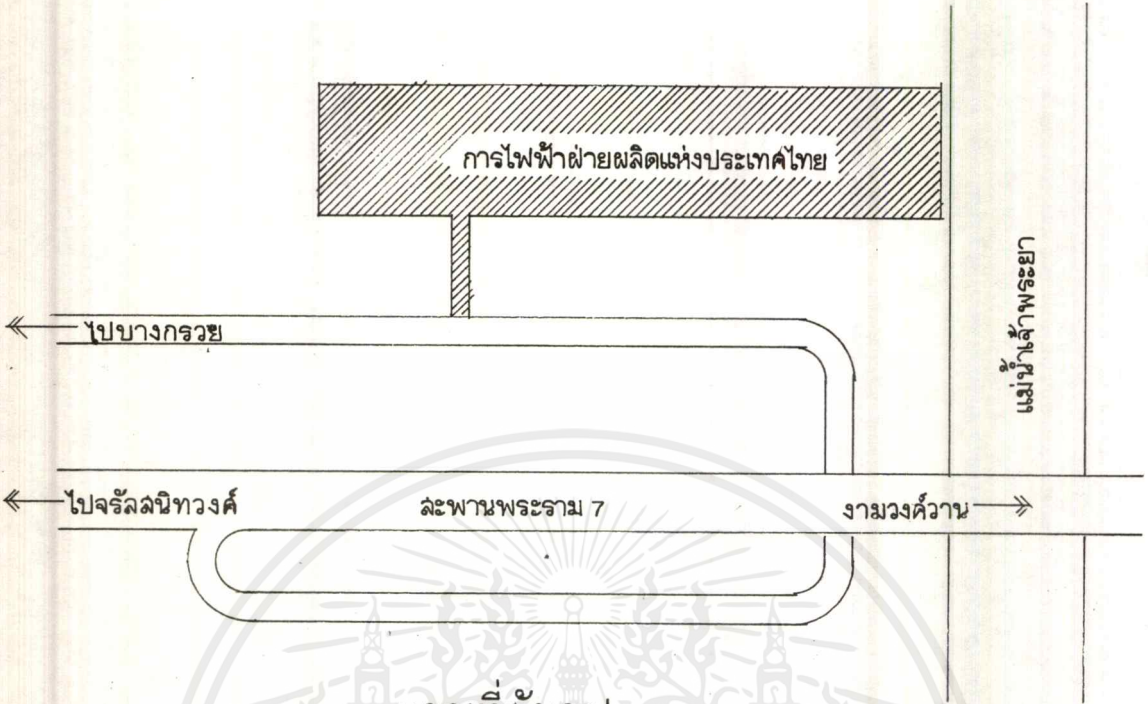 การไฟฟ้าฝ่ายผลิตแห่งประเทศไทย
แม่น้ำเจ้าพระยา
ไปบางกรวย
ไปจรัลสนิทวงศ์
สะพานพระราม 7
งามวงศ์วาน